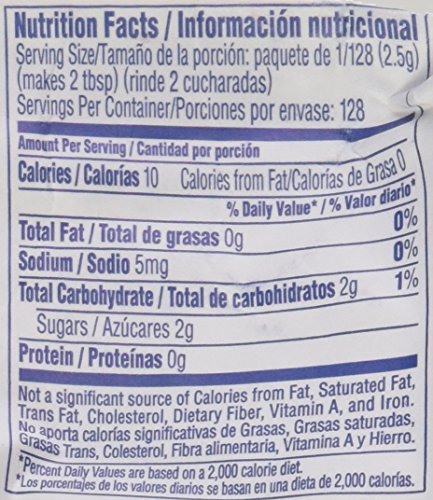 Nutrition Facts / Información nutricional
Serving Size/Tamaño de la porción: paquete de 1/128 (2.5g)
(makes 2 tbsp) (rinde 2 cucharadas)
Servings Per Container/Porciones por envase: 128
Amount Per Serving / Cantidad por porción
Calories / Calorías 10 Calories from Fat/Calorías de Grasa 0
% Daily Value* / % Valor diario*
Total Fat / Total de grasas 0g 0%
Sodium / Sodio 5mg 0%
Total Carbohydrate / Total de carbohidratos 2g 1%
Sugars / Azúcares 2g
Protein / Proteínas 0g
Not a significant source of Calories from Fat, Saturated Fat,
Trans Fat, Cholesterol, Dietary Fiber, Vitamin A, and Iron.
No aporta calorías significativas de Grasas, Grasas saturadas,
Grasas Trans, Colesterol, Fibra alimentaria, Vitamina A y Hierro.
*Percent Daily Values are based on a 2,000 calorie diet.
*Los porcentajes de los valores diarios se basan en una dieta de 2,000 calorías.